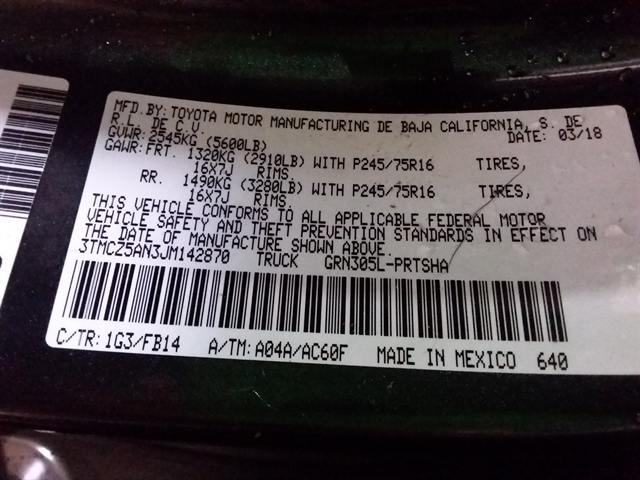 MFD.BY: TOYOTA MOTOR MANUFACTURING DE BAJA CALIFORNIA, S. DE
R.L. DE C.V. DATE: 03/18
GVWR: 2545KG (5600LB)
GAWR: FRT. 1320KG (2910LB) WITH P245/75R16 TIRES,
16X7J RIMS.
RR. 1490KG (3280LB) WITH P245/75R16 TIRES,
16X7J RIMS.
THIS VEHICLE CONFORMS TO ALL APPLICABLE FEDERAL MOTOR
VEHICLE SAFETY AND THEFT PREVENTION STANDARDS IN EFFECT ON
THE DATE OF MANUFACTURE SHOWN ABOVE.
3TMCZ5AN3JM142870 TRUCK GRN305L-PRTSHA
C/TR: 1G3/FB14 A/TM: A04A/AC60F MADE IN MEXICO 640